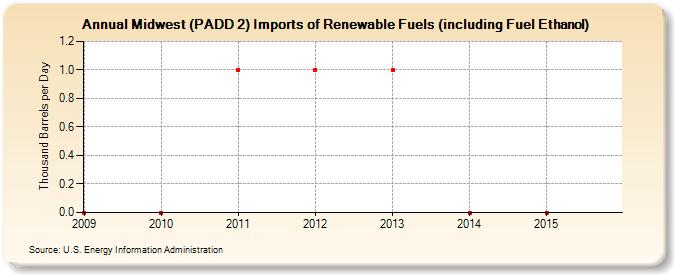 Annual Midwest (PADD 2) Imports of Renewable Fuels (including Fuel Ethanol)
Thousand Barrels per Day
1.2
1.0
0.8
0.6
0.4
0.2
0.0
2009 2010 2011 2012 2013 2014 2015
Source: U.S. Energy Information Administration